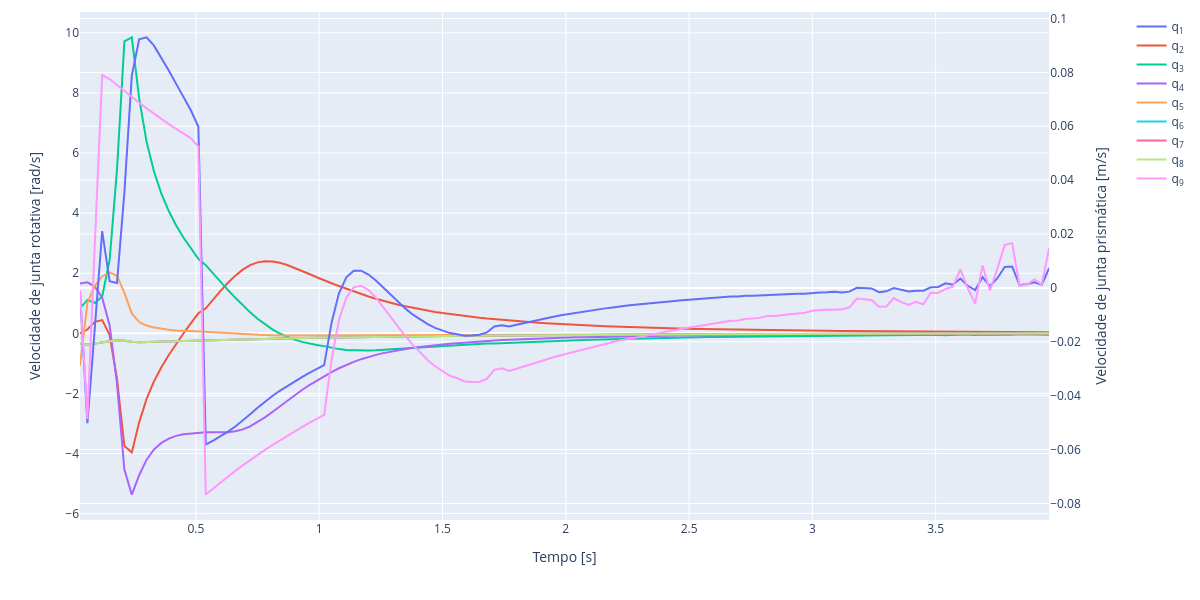 Velocidade de junta rotativa [rad/s]
10
8
6
4
2
0
−2
−4
−6
0.5
1
1.5
2
2.5
3
3.5
Tempo [s]
0.1
0.08
0.06
0.04
0.02
0
−0.02
−0.04
−0.06
−0.08
Velocidade de junta prismática [m/s]
q₁
q₂
q₃
q₄
q₅
q₆
q₇
q₈
q₉